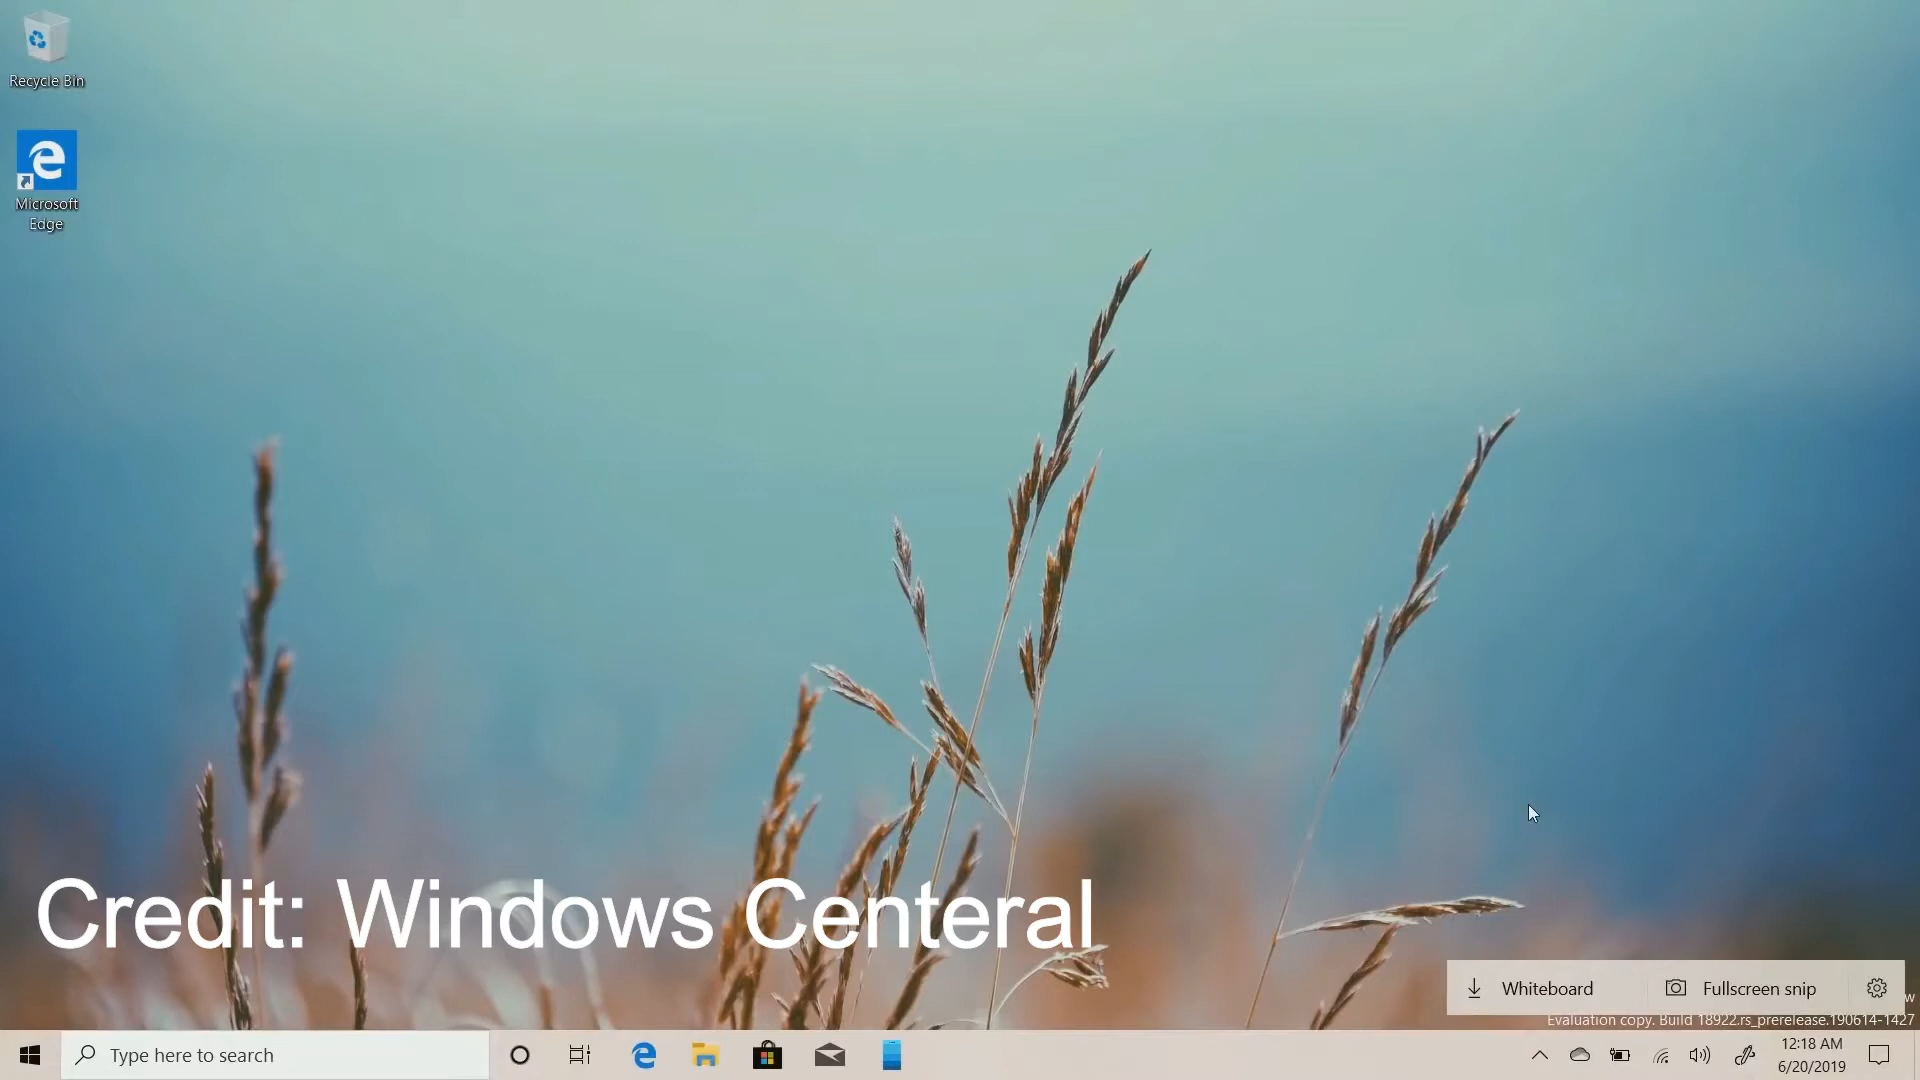 Recycle Bin
Microsoft
Edge
Credit: Windows Centeral
Whiteboard
Fullscreen snip
w
Evaluation copy. Build 18922.rs_prerelease.190614-1427
Type here to search
12:18 AM
6/20/2019